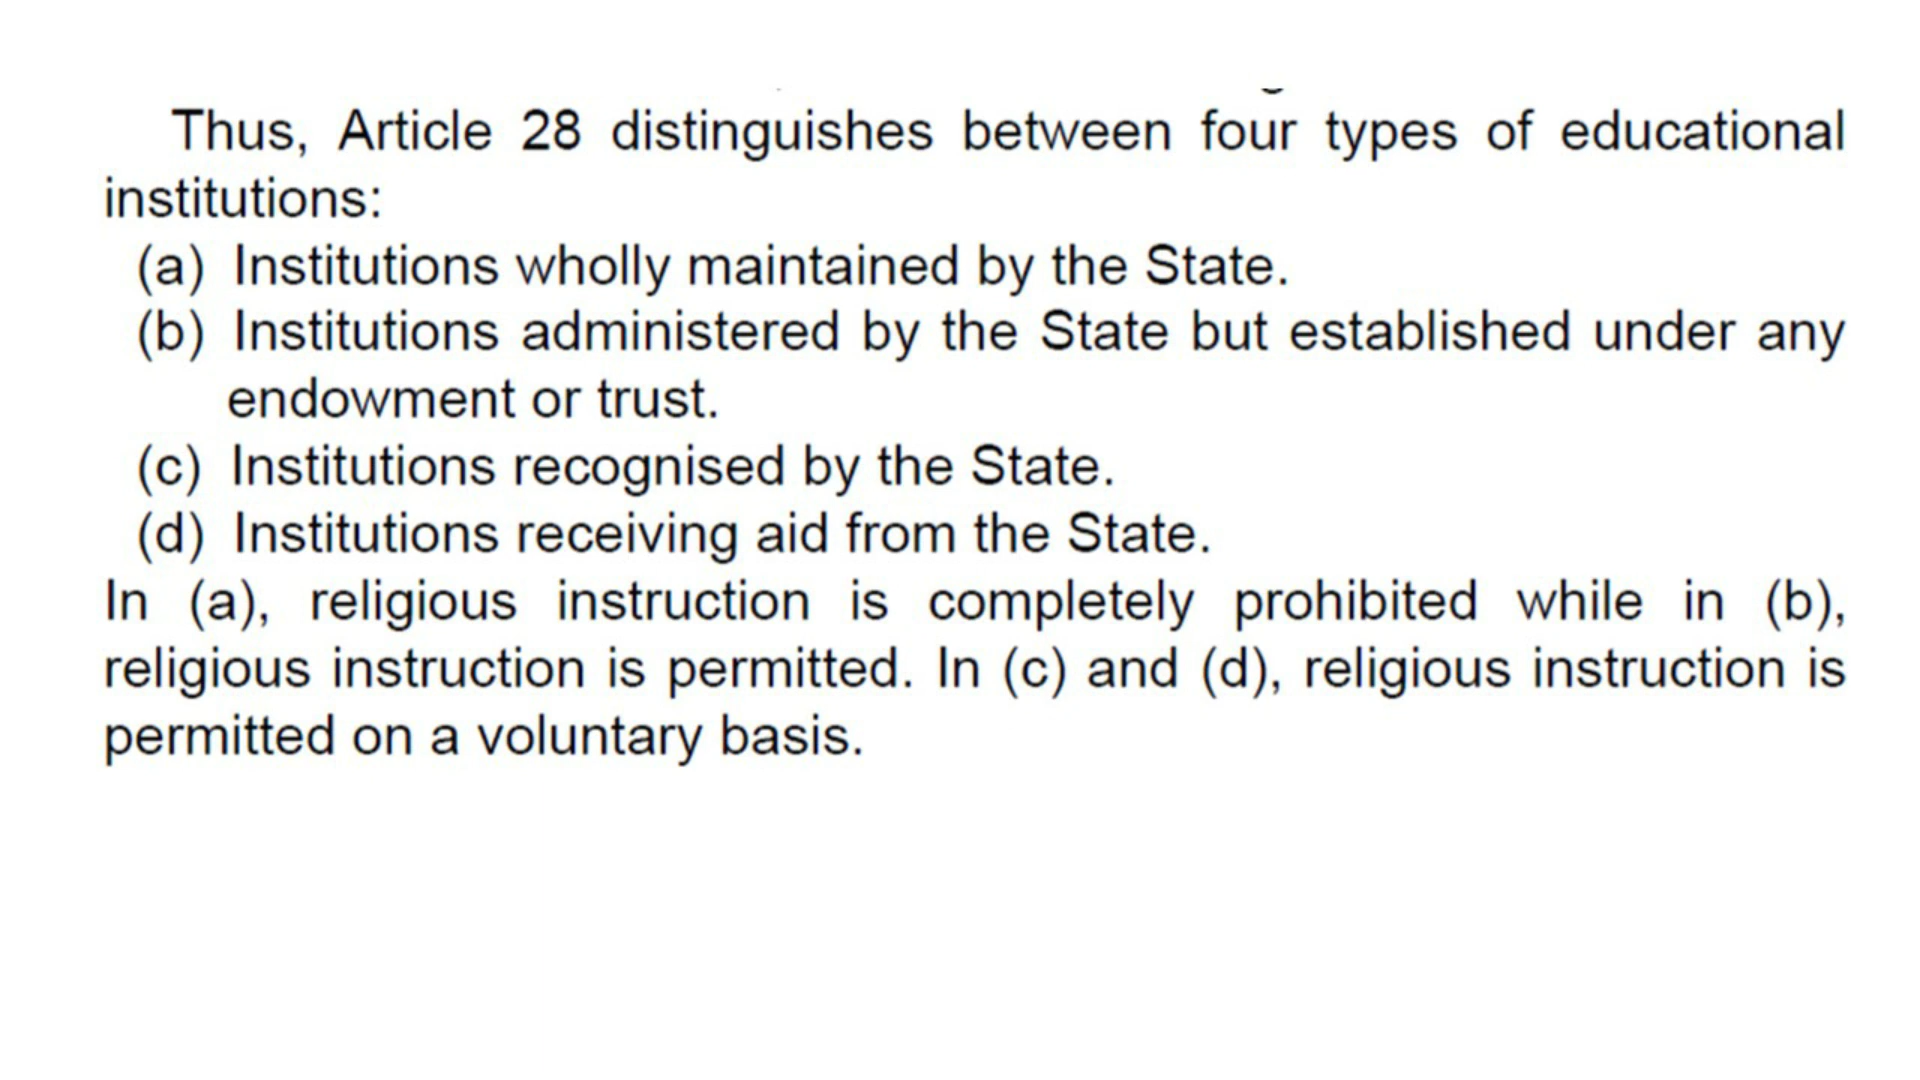 Thus, Article 28 distinguishes between four types of educational
institutions:
(a) Institutions wholly maintained by the State.
(b) Institutions administered by the State but established under any
endowment or trust.
(c) Institutions recognised by the State.
(d) Institutions receiving aid from the State.
In (a), religious instruction is completely prohibited while in (b),
religious instruction is permitted. In (c) and (d), religious instruction is
permitted on a voluntary basis.